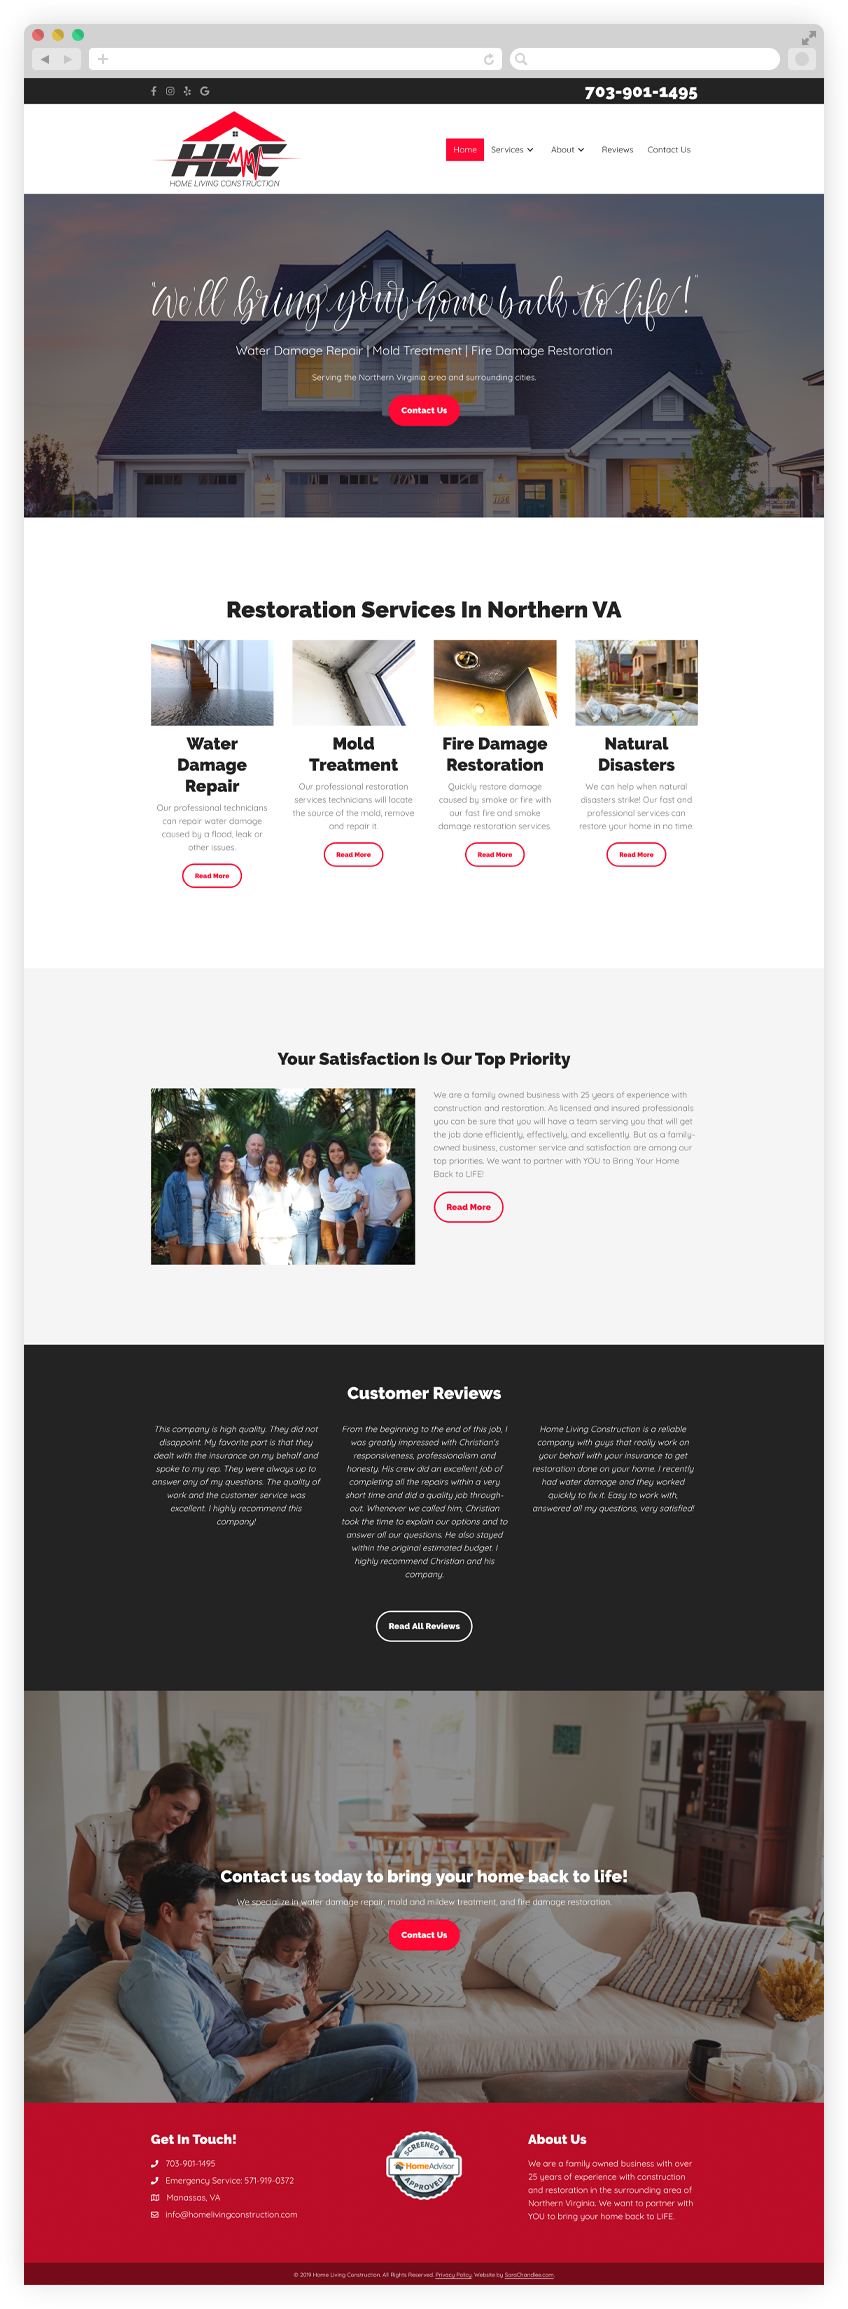 703-901-1495
HLC
HOME LIVING CONSTRUCTION
Home Services About Reviews Contact Us
"We'll bring your home back to life!"
Water Damage Repair | Mold Treatment | Fire Damage Restoration
Serving the Northern Virginia area and surrounding cities.
Contact Us
1126
Restoration Services In Northern VA
Water
Damage
Repair
Our professional technicians
can repair water damage
caused by a flood, leak or
other issues.
Read More
Mold
Treatment
Our professional restoration
services technicians will locate
the source of the mold, remove
and repair it.
Read More
Fire Damage
Restoration
Quickly restore damage
caused by smoke or fire with
our fast fire and smoke
damage restoration services.
Read More
Natural
Disasters
We can help when natural
disasters strike! Our fast and
professional services can
restore your home in no time.
Read More
Your Satisfaction Is Our Top Priority
We are a family owned business with 25 years of experience with
construction and restoration. As licensed and insured professionals
you can be sure that you will have a team serving you that will get
the job done efficiently, effectively, and excellently. But as a family-
owned business, customer service and satisfaction are among our
top priorities. We want to partner with YOU to Bring Your Home
Back to LIFE!
Read More
Customer Reviews
This company is high quality. They did not
disappoint. My favorite part is that they
dealt with the insurance on my behalf and
spoke to my rep. They were always up to
answer any of my questions. The quality of
work and the customer service was
excellent. I highly recommend this
company!
From the beginning to the end of this job, I
was greatly impressed with Christian's
responsiveness, professionalism and
honesty. His crew did an excellent job of
completing all the repairs within a very
short time and did a quality job through-
out. Whenever we called him, Christian
took the time to explain our options and to
answer all our questions. He also stayed
within the original estimated budget. I
highly recommend Christian and his
company.
Home Living Construction is a reliable
company with guys that really work on
your behalf with your insurance to get
restoration done on your home. I recently
had water damage and they worked
quickly to fix it. Easy to work with,
answered all my questions, very satisfied!
Read All Reviews
Contact us today to bring your home back to life!
We specialize in water damage repair, mold and mildew treatment, and fire damage restoration.
Contact Us
Get In Touch!
703-901-1495
Emergency Service: 571-919-0372
Manassas, VA
info@homelivingconstruction.com
SCREENED &
HomeAdvisor
APPROVED
About Us
We are a family owned business with over
25 years of experience with construction
and restoration in the surrounding area of
Northern Virginia. We want to partner with
YOU to bring your home back to LIFE.
© 2019 Home Living Construction. All Rights Reserved. Privacy Policy. Website by SaraChandlee.com.